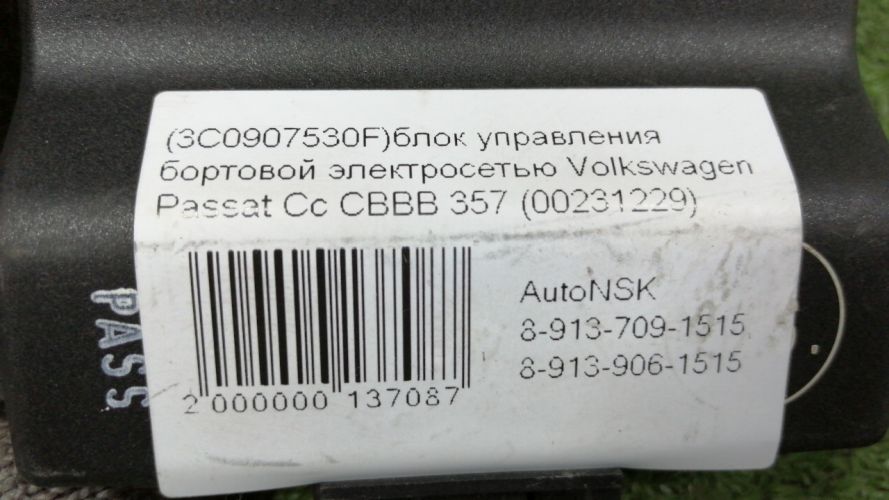 (3C0907530F)блок управления
бортовой электросетью Volkswagen
Passat Cc CBBB 357 (00231229)
AutoNSK
8-913-709-1515
8-913-906-1515
2 000000 137087
PASS